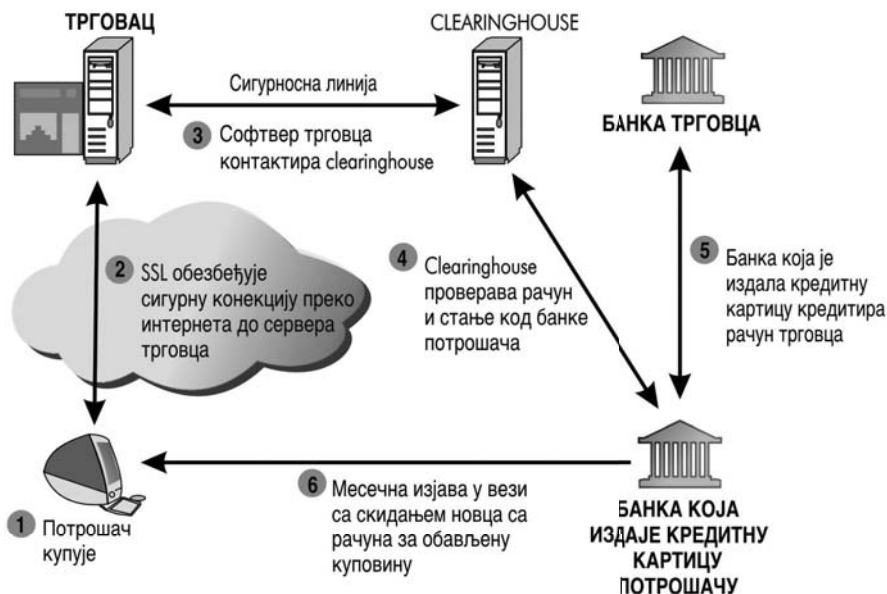 ТРГОВАЦ
CLEARINGHOUSE
Сигурносна линија
3 Софтвер трговца
контактира clearinghouse
БАНКА ТРГОВЦА
2 SSL обезбеђује
сигурну конекцију преко
интернета до сервера
трговца
4 Clearinghouse
проверава рачун
и стање код банке
потрошача
5 Банка која је
издала кредитну
картицу кредитира
рачун трговца
1 Потрошач
купује
6 Месечна изјава у вези
са скидањем новца са
рачуна за обављену
куповину
БАНКА КОЈА
ИЗДАЈЕ КРЕДИТНУ
КАРТИЦУ
ПОТРОШАЧУ